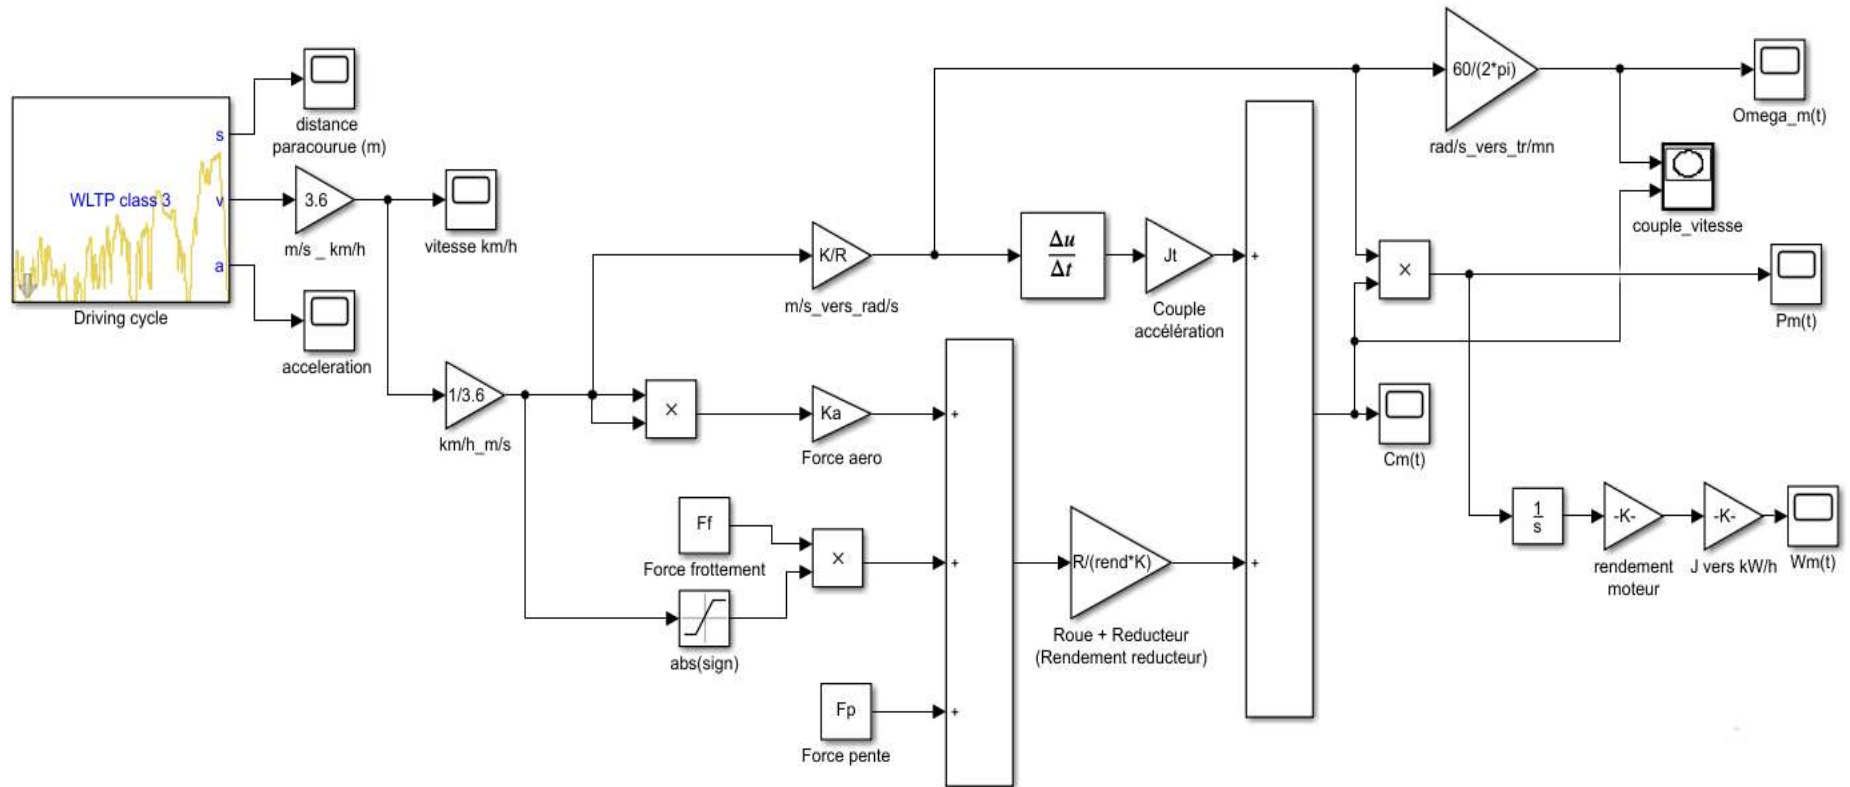 s
distance
paracourue (m)
WLTP class 3
v
3.6
m/s _ km/h
vitesse km/h
a
acceleration
Driving cycle
1/3.6
km/h_m/s
K/R
m/s_vers_rad/s
Δu
Δt
Jt
Couple
accélération
+
60/(2*pi)
rad/s_vers_tr/mn
Omega_m(t)
couple_vitesse
×
Pm(t)
Cm(t)
×
Ka
Force aero
+
Ff
Force frottement
×
+
abs(sign)
Fp
Force pente
+
R/(rend*K)
Roue + Reducteur
(Rendement reducteur)
+
1
s
-K-
rendement
moteur
-K-
J vers kW/h
Wm(t)